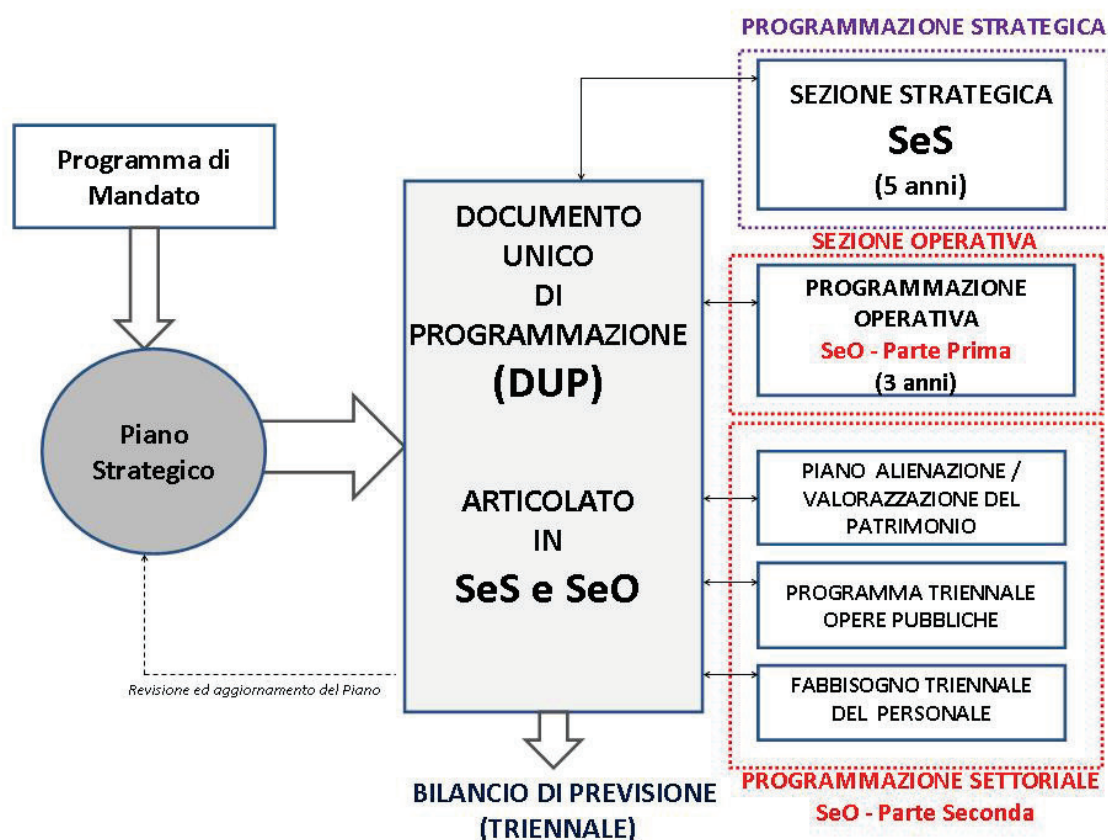 PROGRAMMAZIONE STRATEGICA
SEZIONE STRATEGICA
SeS
(5 anni)
Programma di
Mandato
DOCUMENTO
UNICO
DI
PROGRAMMAZIONE
(DUP)
ARTICOLATO
IN
SeS e SeO
SEZIONE OPERATIVA
PROGRAMMAZIONE
OPERATIVA
SeO - Parte Prima
(3 anni)
Piano
Strategico
PIANO ALIENAZIONE /
VALORAZZAZIONE DEL
PATRIMONIO
PROGRAMMA TRIENNALE
OPERE PUBBLICHE
FABBISOGNO TRIENNALE
DEL PERSONALE
Revisione ed aggiornamento del Piano
PROGRAMMAZIONE SETTORIALE
SeO - Parte Seconda
BILANCIO DI PREVISIONE
(TRIENNALE)